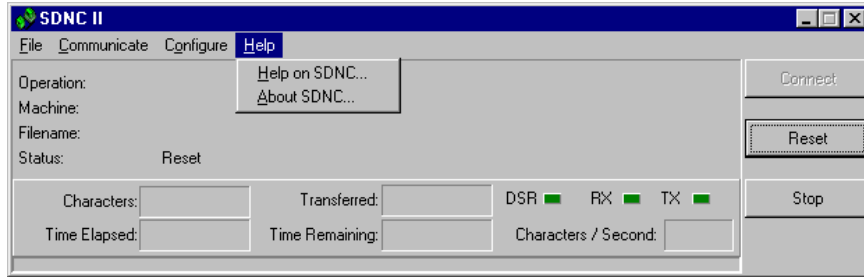 SDNC II
File Communicate Configure Help
Help on SDNC...
About SDNC...
Operation:
Machine:
Filename:
Status: Reset
Connect
Reset
Stop
Characters: Transferred: DSR RX TX
Time Elapsed: Time Remaining: Characters / Second: